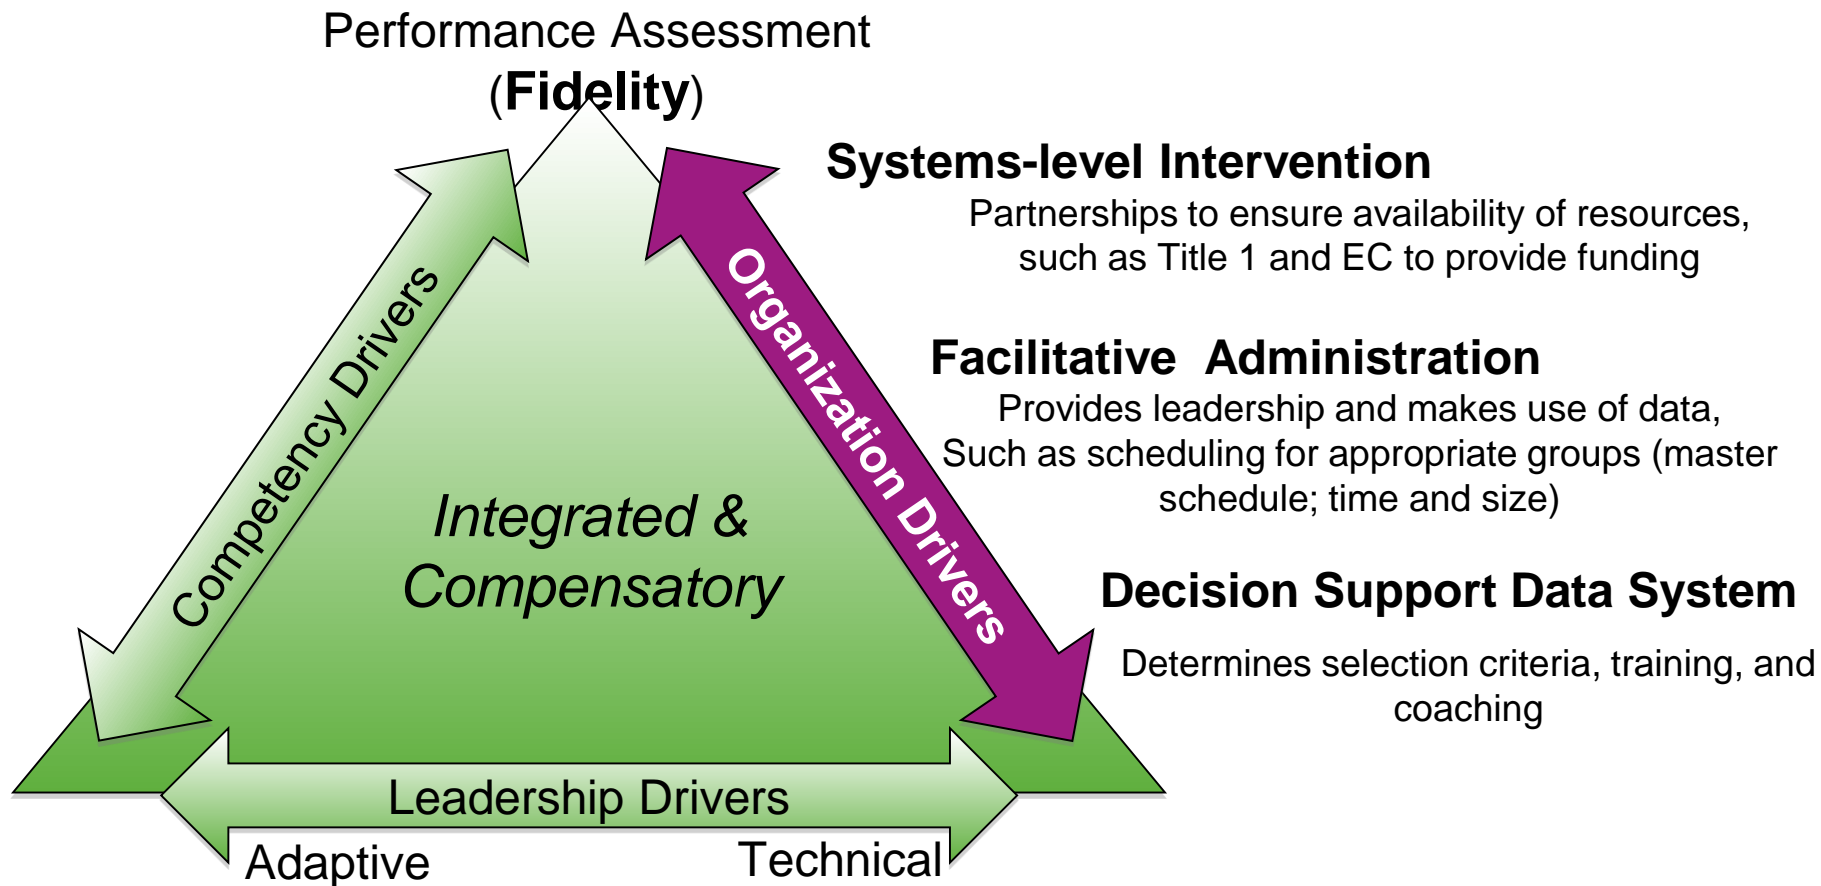 Performance Assessment
(Fidelity)
Systems-level Intervention
Partnerships to ensure availability of resources,
such as Title 1 and EC to provide funding
Facilitative Administration
Provides leadership and makes use of data,
Such as scheduling for appropriate groups (master
schedule; time and size)
Decision Support Data System
Determines selection criteria, training, and
coaching
Competency Drivers
Organization Drivers
Integrated &
Compensatory
Leadership Drivers
Adaptive
Technical